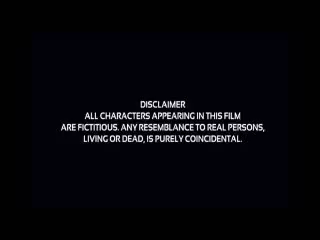 DISCLAIMER
ALL CHARACTERS APPEARING IN THIS FILM
ARE FICTITIOUS. ANY RESEMBLANCE TO REAL PERSONS,
LIVING OR DEAD, IS PURELY COINCIDENTAL.